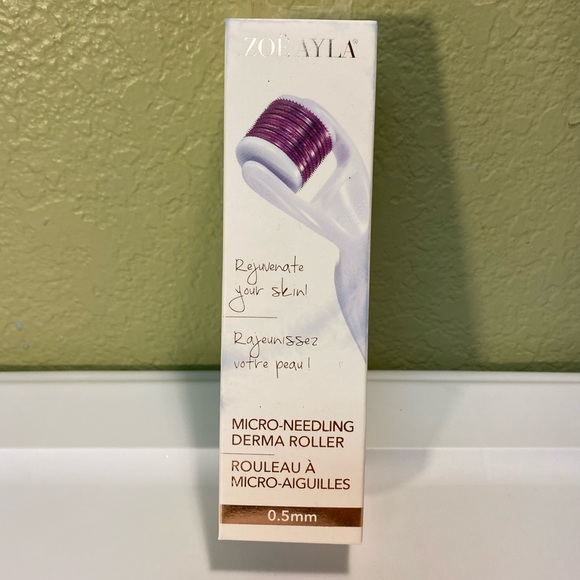 ZOË AYLA®
Rejuvenate
your skin!
Rajeunissez
votre peau!
MICRO-NEEDLING
DERMA ROLLER
ROULEAU À
MICRO-AIGUILLES
0.5mm